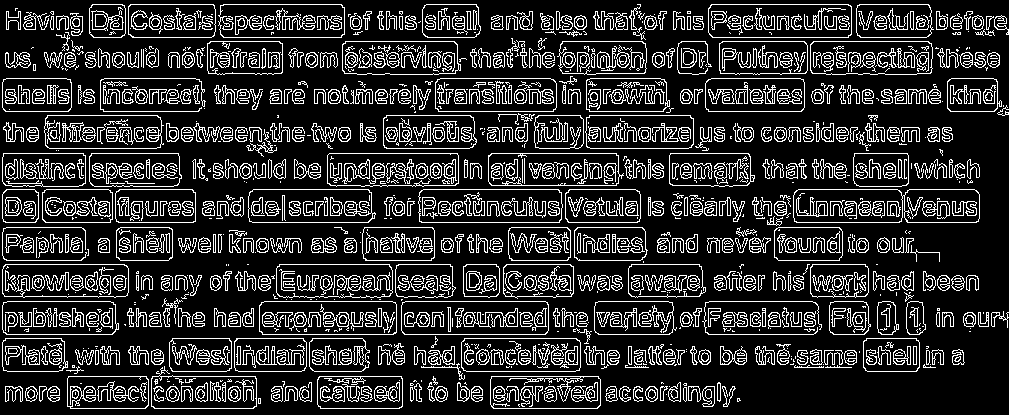 Having Da Costa's specimens of this shell, and also that of his Pectunculus Vetula before
us, we should not refrain from observing, that the opinion of Dr. Pultney respecting these
shells is incorrect; they are not merely transitions in growth, or varieties of the same kind,
the difference between the two is obvious, and fully authorize us to consider them as
distinct species. It should be understood in ad| vancing this remark, that the shell which
Da Costa figures and de|scribes, for Pectunculus Vetula is clearly the Linnaean Venus
Paphia, a shell well known as a native of the West Indies, and never found to our
knowledge in any of the European seas. Da Costa was aware, after his work had been
published, that he had erroneously con|founded the variety of Fasciatus, Fig. 1, 1, in our
Plate, with the West Indian shell; he had conceived the latter to be the same shell in a
more perfect condition, and caused it to be engraved accordingly.